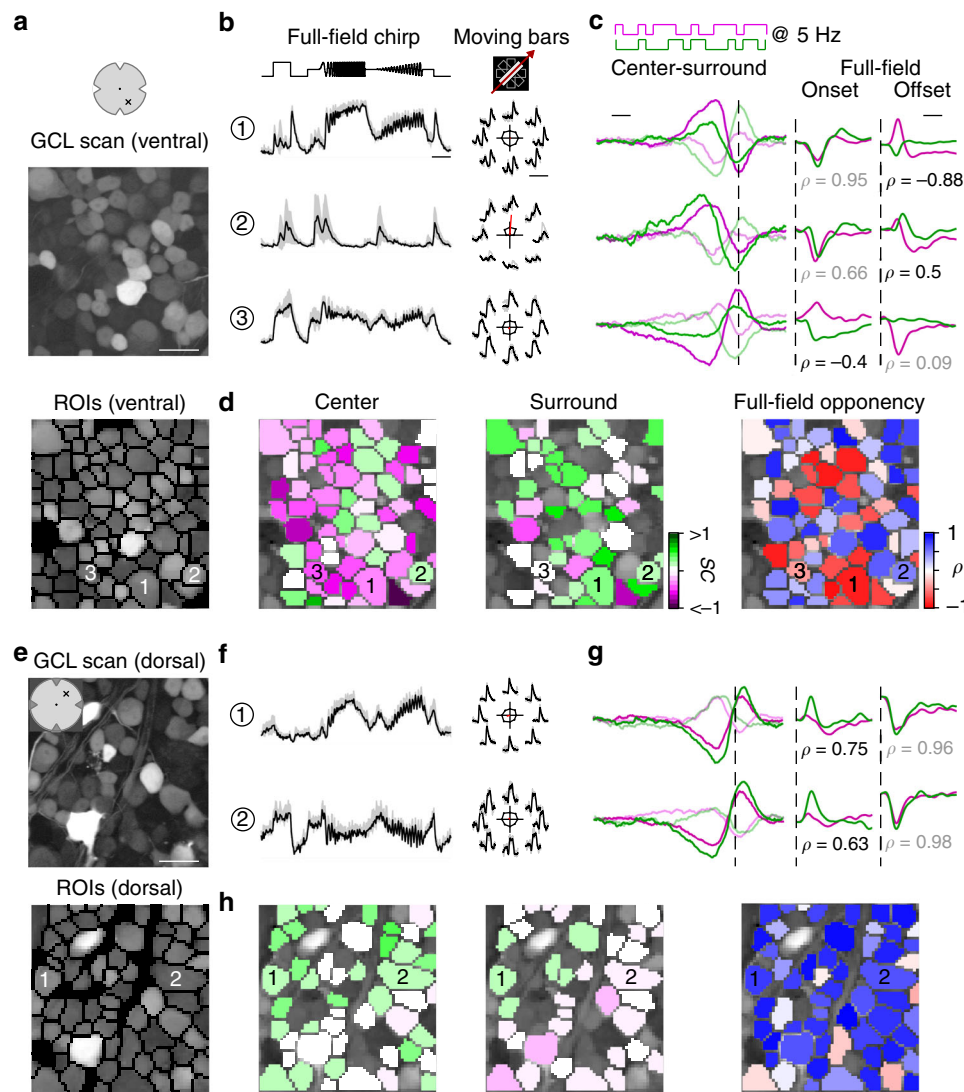 a
GCL scan (ventral)
b
Full-field chirp
Moving bars
1
2
3
c
@ 5 Hz
Center-surround
Full-field
Onset
Offset
ρ = 0.95
ρ = –0.88
ρ = 0.66
ρ = 0.5
ρ = –0.4
ρ = 0.09
ROIs (ventral)
3
1
2
d
Center
Surround
Full-field opponency
3
1
2
3
1
2
>1
SC
<–1
3
1
2
1
ρ
–1
e
GCL scan (dorsal)
f
1
2
g
ρ = 0.75
ρ = 0.96
ρ = 0.63
ρ = 0.98
ROIs (dorsal)
1
2
h
1
2
1
2
1
2